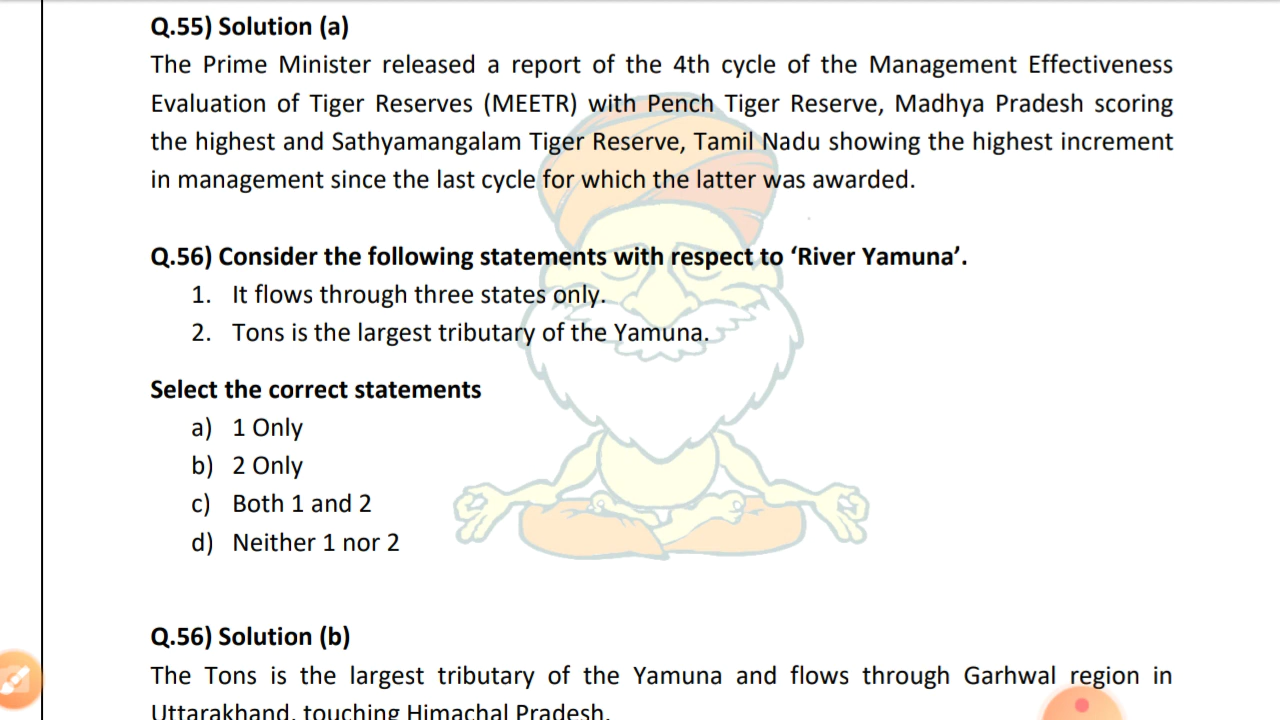 Q.55) Solution (a)
The Prime Minister released a report of the 4th cycle of the Management Effectiveness
Evaluation of Tiger Reserves (MEETR) with Pench Tiger Reserve, Madhya Pradesh scoring
the highest and Sathyamangalam Tiger Reserve, Tamil Nadu showing the highest increment
in management since the last cycle for which the latter was awarded.
Q.56) Consider the following statements with respect to ‘River Yamuna’.
1. It flows through three states only.
2. Tons is the largest tributary of the Yamuna.
Select the correct statements
a) 1 Only
b) 2 Only
c) Both 1 and 2
d) Neither 1 nor 2
Q.56) Solution (b)
The Tons is the largest tributary of the Yamuna and flows through Garhwal region in
Uttarakhand, touching Himachal Pradesh.